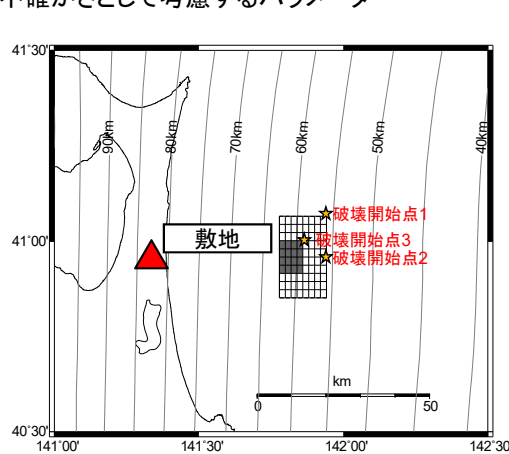 不確かさとして考慮するパラメータ
41°30'
90km
80km
70km
60km
50km
40km
破壊開始点1
41°00'
敷地
破壊開始点3
破壊開始点2
km
0
50
40°30'
141°00'
141°30'
142°00'
142°30'